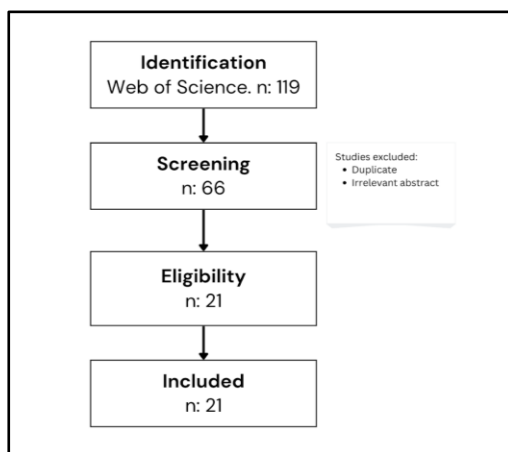 Identification
Web of Science. n: 119
Screening
n: 66
Studies excluded:
• Duplicate
• Irrelevant abstract
Eligibility
n: 21
Included
n: 21